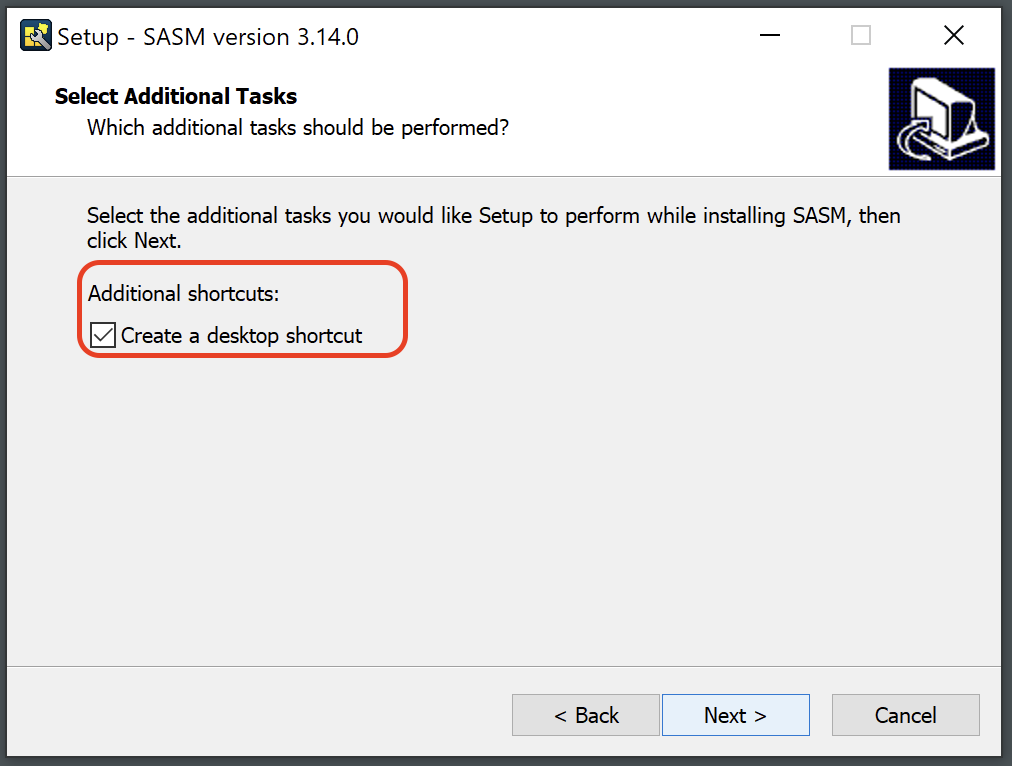 Setup - SASM version 3.14.0
Select Additional Tasks
Which additional tasks should be performed?
Select the additional tasks you would like Setup to perform while installing SASM, then
click Next.
Additional shortcuts:
Create a desktop shortcut
< Back
Next >
Cancel